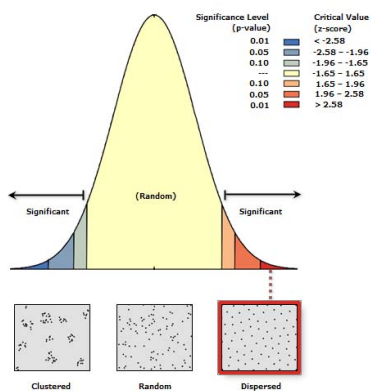 Significance Level Critical Value
(p-value) (z-score)
0.01 < -2.58
0.05 -2.58 – -1.96
0.10 -1.96 – -1.65
--- -1.65 – 1.65
0.10 1.65 – 1.96
0.05 1.96 – 2.58
0.01 > 2.58
(Random)
Significant Significant
Clustered Random Dispersed